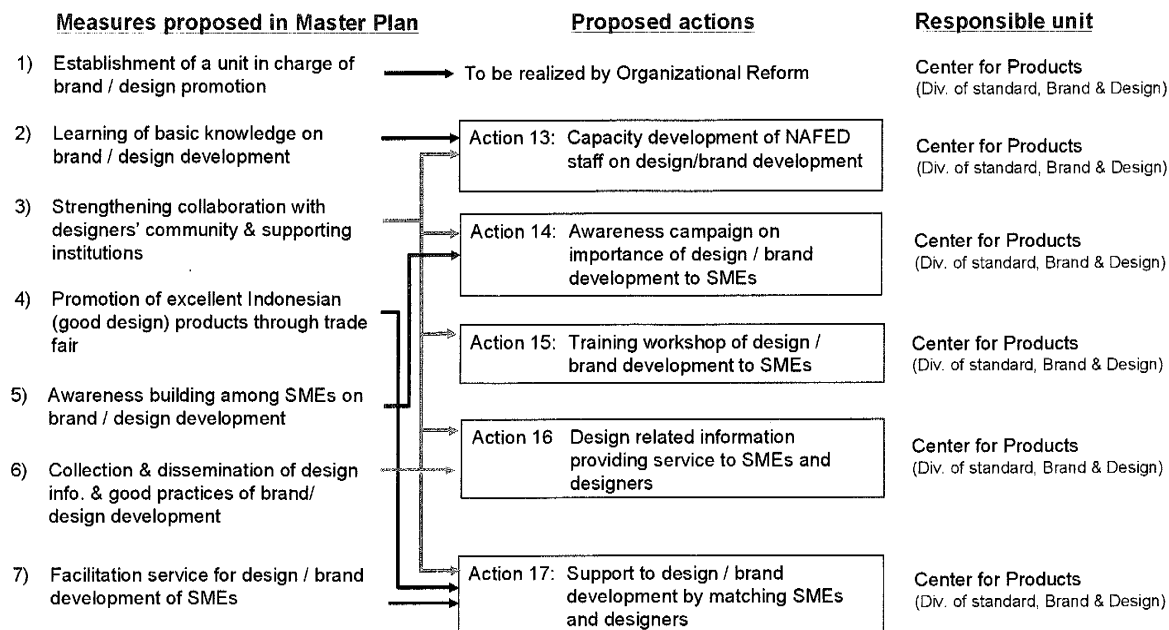 Measures proposed in Master Plan
Proposed actions
Responsible unit
1) Establishment of a unit in charge of
brand / design promotion
To be realized by Organizational Reform
Center for Products
(Div. of standard, Brand & Design)
2) Learning of basic knowledge on
brand / design development
Action 13: Capacity development of NAFED
staff on design/brand development
Center for Products
(Div. of standard, Brand & Design)
3) Strengthening collaboration with
designers' community & supporting
institutions
Action 14: Awareness campaign on
importance of design / brand
development to SMEs
Center for Products
(Div. of standard, Brand & Design)
4) Promotion of excellent Indonesian
(good design) products through trade
fair
Action 15: Training workshop of design /
brand development to SMEs
Center for Products
(Div. of standard, Brand & Design)
5) Awareness building among SMEs on
brand / design development
Action 16 Design related information
providing service to SMEs and
designers
Center for Products
(Div. of standard, Brand & Design)
6) Collection & dissemination of design
info. & good practices of brand/
design development
7) Facilitation service for design / brand
development of SMEs
Action 17: Support to design / brand
development by matching SMEs
and designers
Center for Products
(Div. of standard, Brand & Design)